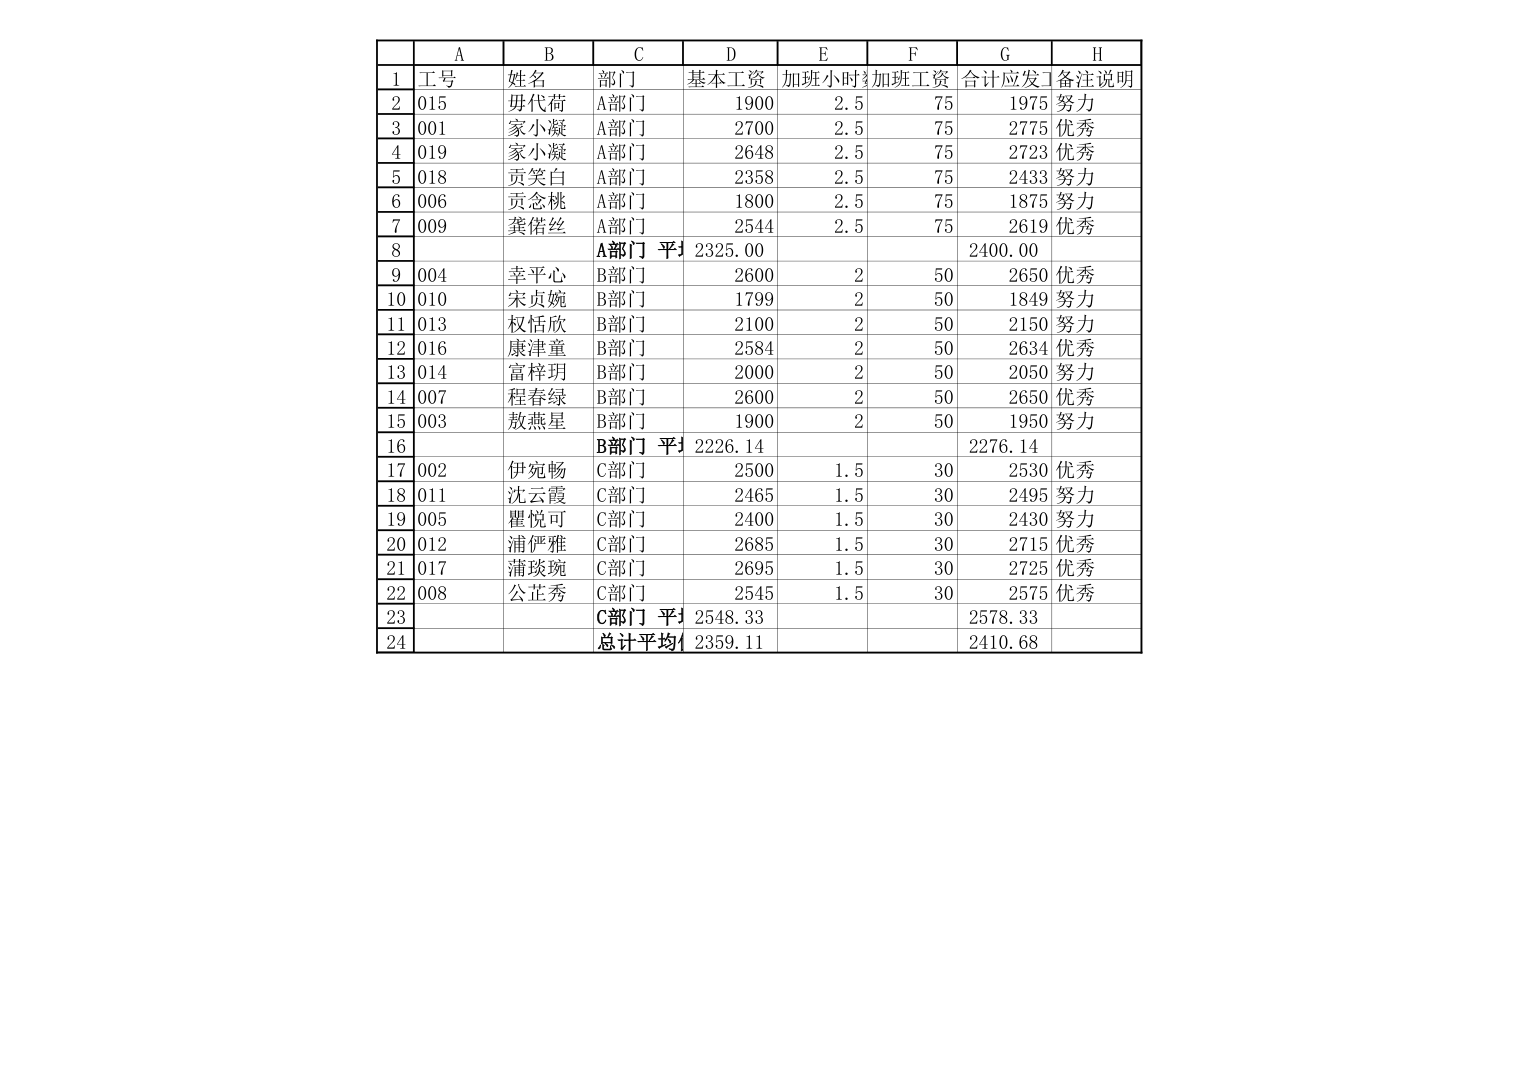 A B C D E F G H
1 工号 姓名 部门 基本工资 加班小时 加班工资 合计应发 备注说明
2 015 毋代荷 A部门 1900 2.5 75 1975 努力
3 001 家小凝 A部门 2700 2.5 75 2775 优秀
4 019 家小凝 A部门 2648 2.5 75 2723 优秀
5 018 贡笑白 A部门 2358 2.5 75 2433 努力
6 006 贡念桃 A部门 1800 2.5 75 1875 努力
7 009 龚偌丝 A部门 2544 2.5 75 2619 优秀
8 A部门 平 2325.00 2400.00
9 004 幸平心 B部门 2600 2 50 2650 优秀
10 010 宋贞婉 B部门 1799 2 50 1849 努力
11 013 权恬欣 B部门 2100 2 50 2150 努力
12 016 康津童 B部门 2584 2 50 2634 优秀
13 014 富梓玥 B部门 2000 2 50 2050 努力
14 007 程春绿 B部门 2600 2 50 2650 优秀
15 003 敖燕星 B部门 1900 2 50 1950 努力
16 B部门 平 2226.14 2276.14
17 002 伊宛畅 C部门 2500 1.5 30 2530 优秀
18 011 沈云霞 C部门 2465 1.5 30 2495 努力
19 005 瞿悦可 C部门 2400 1.5 30 2430 努力
20 012 浦俨雅 C部门 2685 1.5 30 2715 优秀
21 017 蒲琰琬 C部门 2695 1.5 30 2725 优秀
22 008 公芷秀 C部门 2545 1.5 30 2575 优秀
23 C部门 平 2548.33 2578.33
24 总计平均 2359.11 2410.68